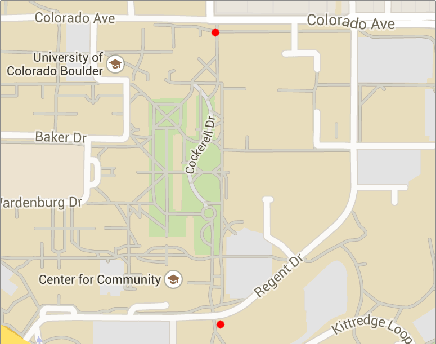 Colorado Ave
Colorado Ave
University of
Colorado Boulder
Baker Dr
Cockerell Dr
Wardenburg Dr
Center for Community
Regent Dr
Kittredge Loop